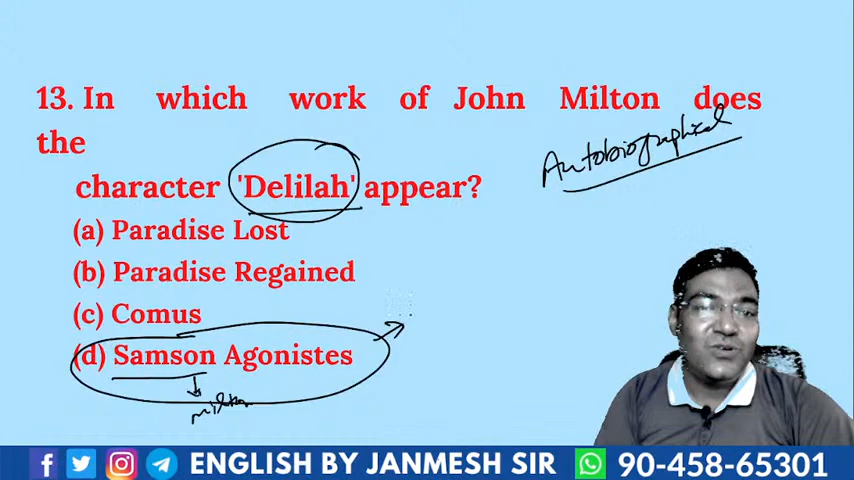 13. In which work of John Milton does
the
character 'Delilah' appear?
Autobiographical
(a) Paradise Lost
(b) Paradise Regained
(c) Comus
(d) Samson Agonistes
milton
ENGLISH BY JANMESH SIR 90-458-65301